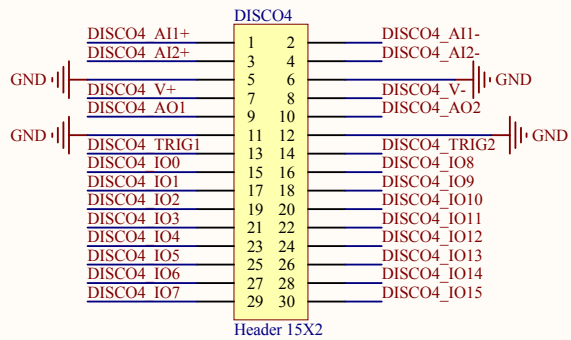 DISCO4
DISCO4_AI1+ 1 2 DISCO4_AI1-
DISCO4_AI2+ 3 4 DISCO4_AI2-
GND 5 6 GND
DISCO4_V+ 7 8 DISCO4_V-
DISCO4_AO1 9 10 DISCO4_AO2
GND 11 12 GND
DISCO4_TRIG1 13 14 DISCO4_TRIG2
DISCO4_IO0 15 16 DISCO4_IO8
DISCO4_IO1 17 18 DISCO4_IO9
DISCO4_IO2 19 20 DISCO4_IO10
DISCO4_IO3 21 22 DISCO4_IO11
DISCO4_IO4 23 24 DISCO4_IO12
DISCO4_IO5 25 26 DISCO4_IO13
DISCO4_IO6 27 28 DISCO4_IO14
DISCO4_IO7 29 30 DISCO4_IO15
Header 15X2